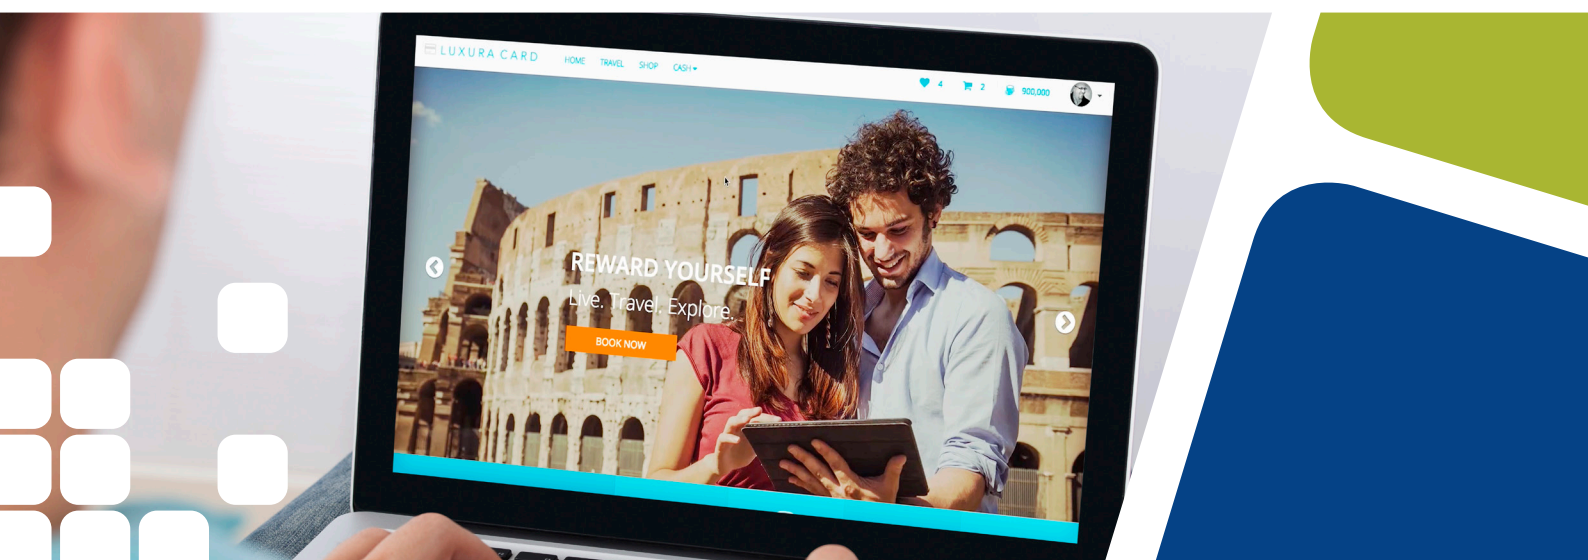 LUXURA CARD
HOME TRAVEL SHOP CASH
4 2 900,000
REWARD YOURSELF
Live. Travel. Explore.
BOOK NOW